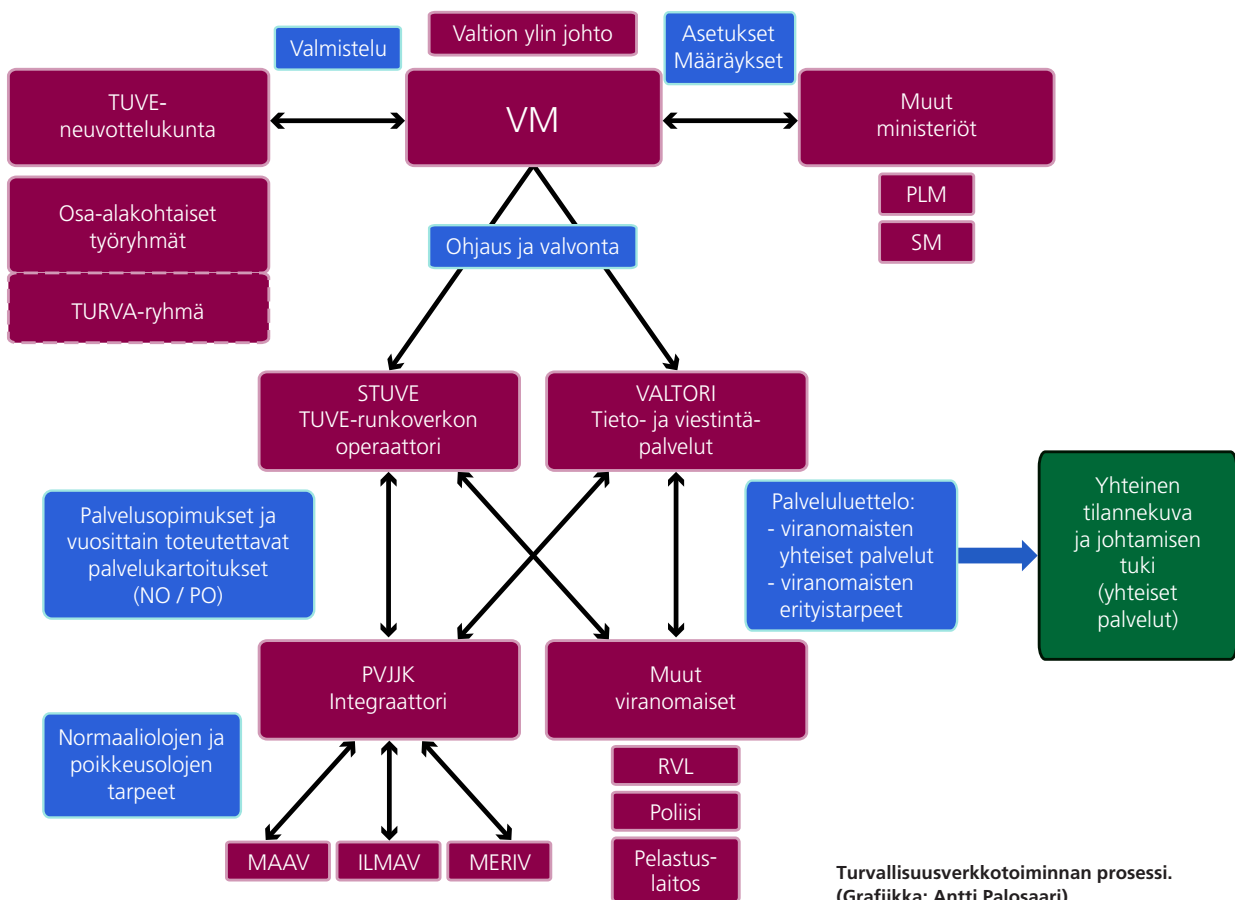 Valmistelu
Valtion ylin johto
Asetukset
Määräykset
TUVE-
neuvottelukunta
VM
Muut
ministeriöt
Osa-alakohtaiset
työryhmät
TURVA-ryhmä
PLM
SM
Ohjaus ja valvonta
STUVE
TUVE-runkoverkon
operaattori
VALTORI
Tieto- ja viestintä-
palvelut
Palvelusopimukset ja
vuosittain toteutettavat
palvelukartoitukset
(NO / PO)
Palveluluettelo:
- viranomaisten
yhteiset palvelut
- viranomaisten
erityistarpeet
Yhteinen
tilannekuva
ja johtamisen
tuki
(yhteiset
palvelut)
PVJJK
Integraattori
Muut
viranomaiset
Normaaliolojen ja
poikkeusolojen
tarpeet
RVL
Poliisi
Pelastus-
laitos
MAAV
ILMAV
MERIV
Turvallisuusverkkotoiminnan prosessi.
(Grafiikka: Antti Palosaari)